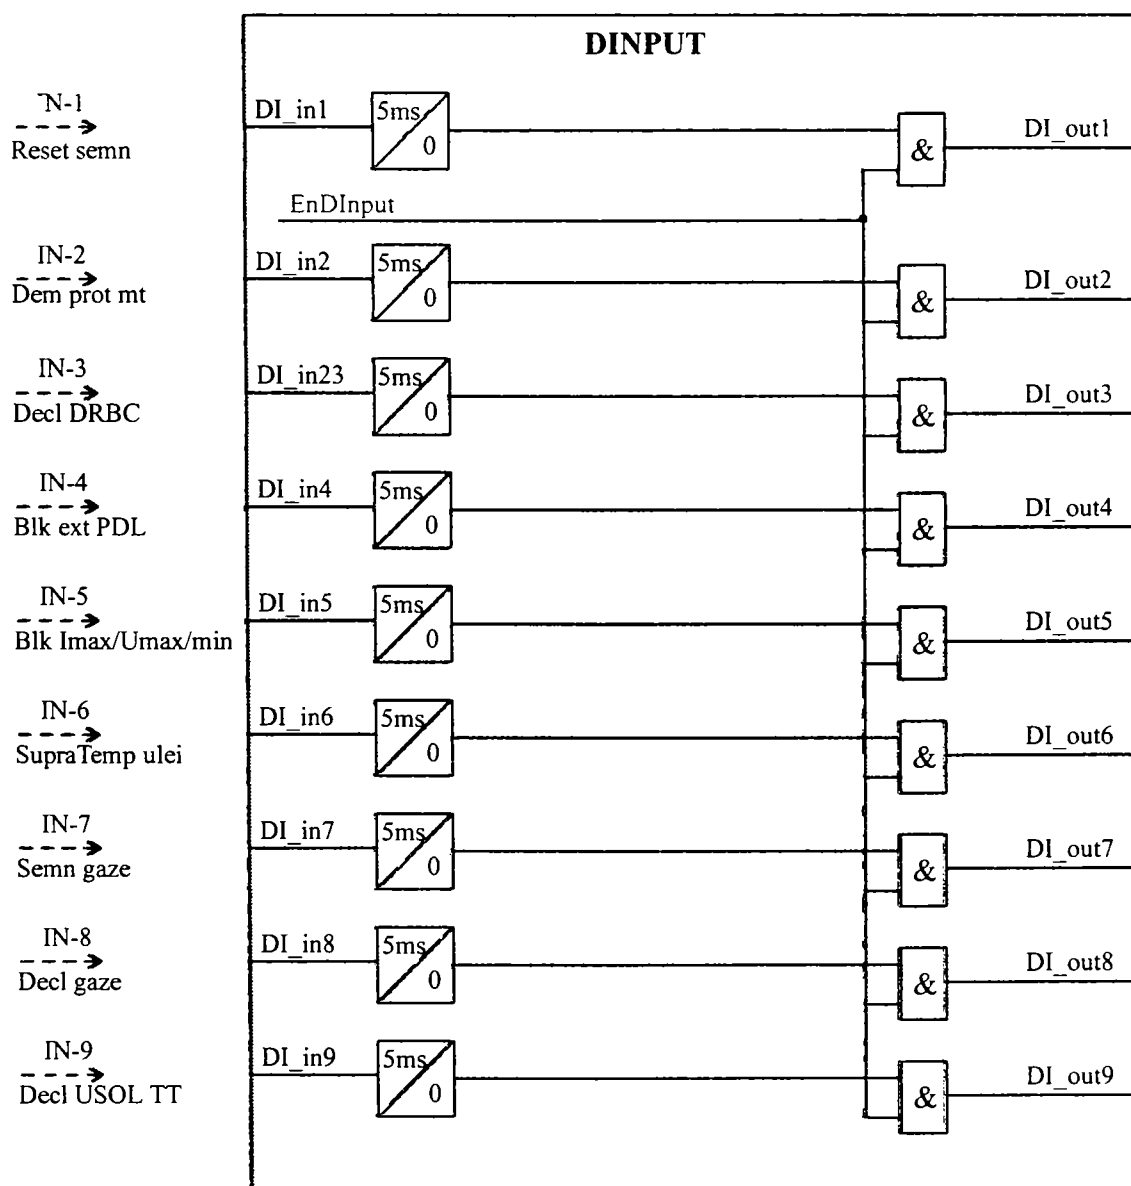 DINPUT
IN-1
Reset semn
DI_in1
5ms
0
&
DI_out1
EnDInput
IN-2
Dem prot mt
DI_in2
5ms
0
&
DI_out2
IN-3
Decl DRBC
DI_in23
5ms
0
&
DI_out3
IN-4
Blk ext PDL
DI_in4
5ms
0
&
DI_out4
IN-5
Blk Imax/Umax/min
DI_in5
5ms
0
&
DI_out5
IN-6
SupraTemp ulei
DI_in6
5ms
0
&
DI_out6
IN-7
Semn gaze
DI_in7
5ms
0
&
DI_out7
IN-8
Decl gaze
DI_in8
5ms
0
&
DI_out8
IN-9
Decl USOL TT
DI_in9
5ms
0
&
DI_out9